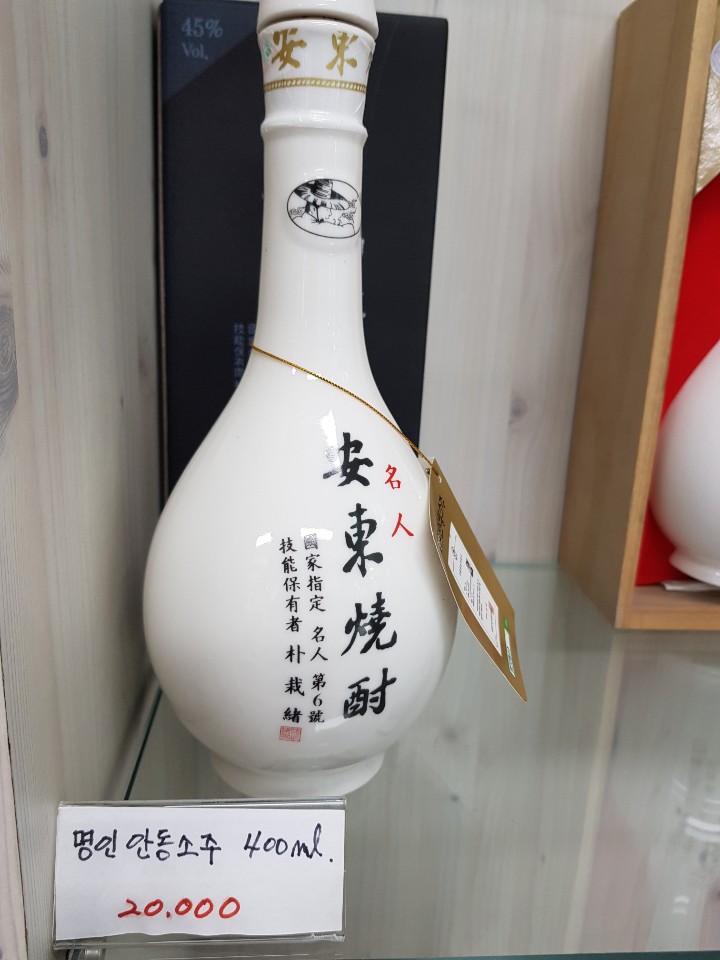 45%
Vol.
安東
名人
安東燒酎
國家指定 名人 第6號
技能保有者 朴栽緖
명인 안동소주 400ml.
20.000